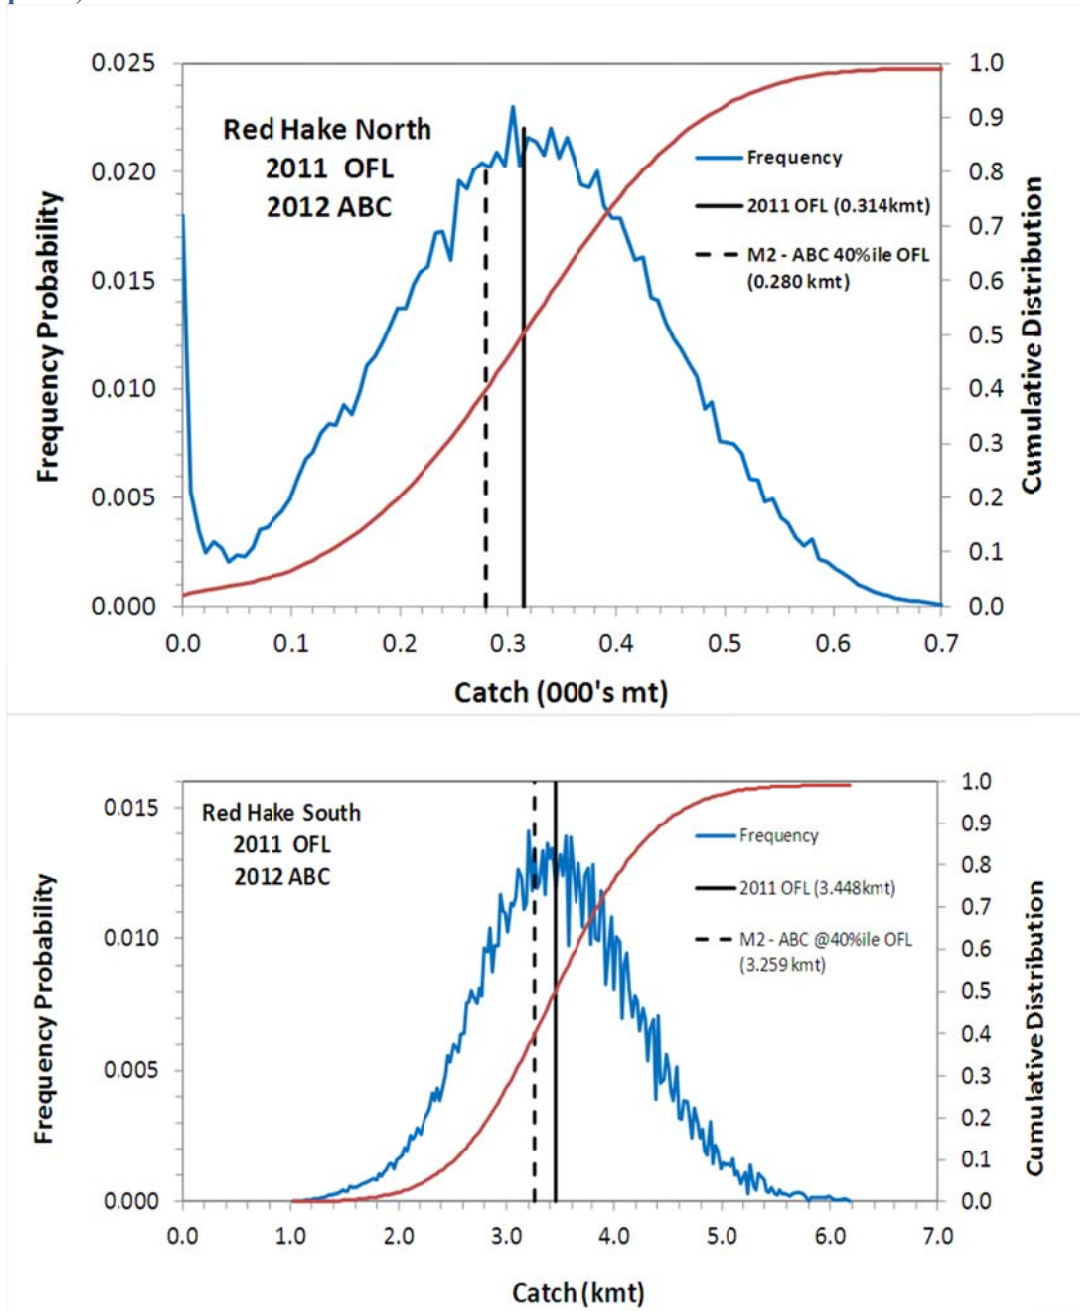 0.025
0.020
0.015
0.010
0.005
0.000
Frequency Probability
Red Hake North
2011 OFL
2012 ABC
Frequency
2011 OFL (0.314kmt)
M2 - ABC 40%ile OFL
(0.280 kmt)
1.0
0.9
0.8
0.7
0.6
0.5
0.4
0.3
0.2
0.1
0.0
Cumulative Distribution
0.0 0.1 0.2 0.3 0.4 0.5 0.6 0.7
Catch (000's mt)
0.015
0.010
0.005
0.000
Frequency Probability
Red Hake South
2011 OFL
2012 ABC
Frequency
2011 OFL (3.448kmt)
M2 - ABC @40%ile OFL
(3.259 kmt)
1.0
0.9
0.8
0.7
0.6
0.5
0.4
0.3
0.2
0.1
0.0
Cumulative Distribution
0.0 1.0 2.0 3.0 4.0 5.0 6.0 7.0
Catch (kmt)